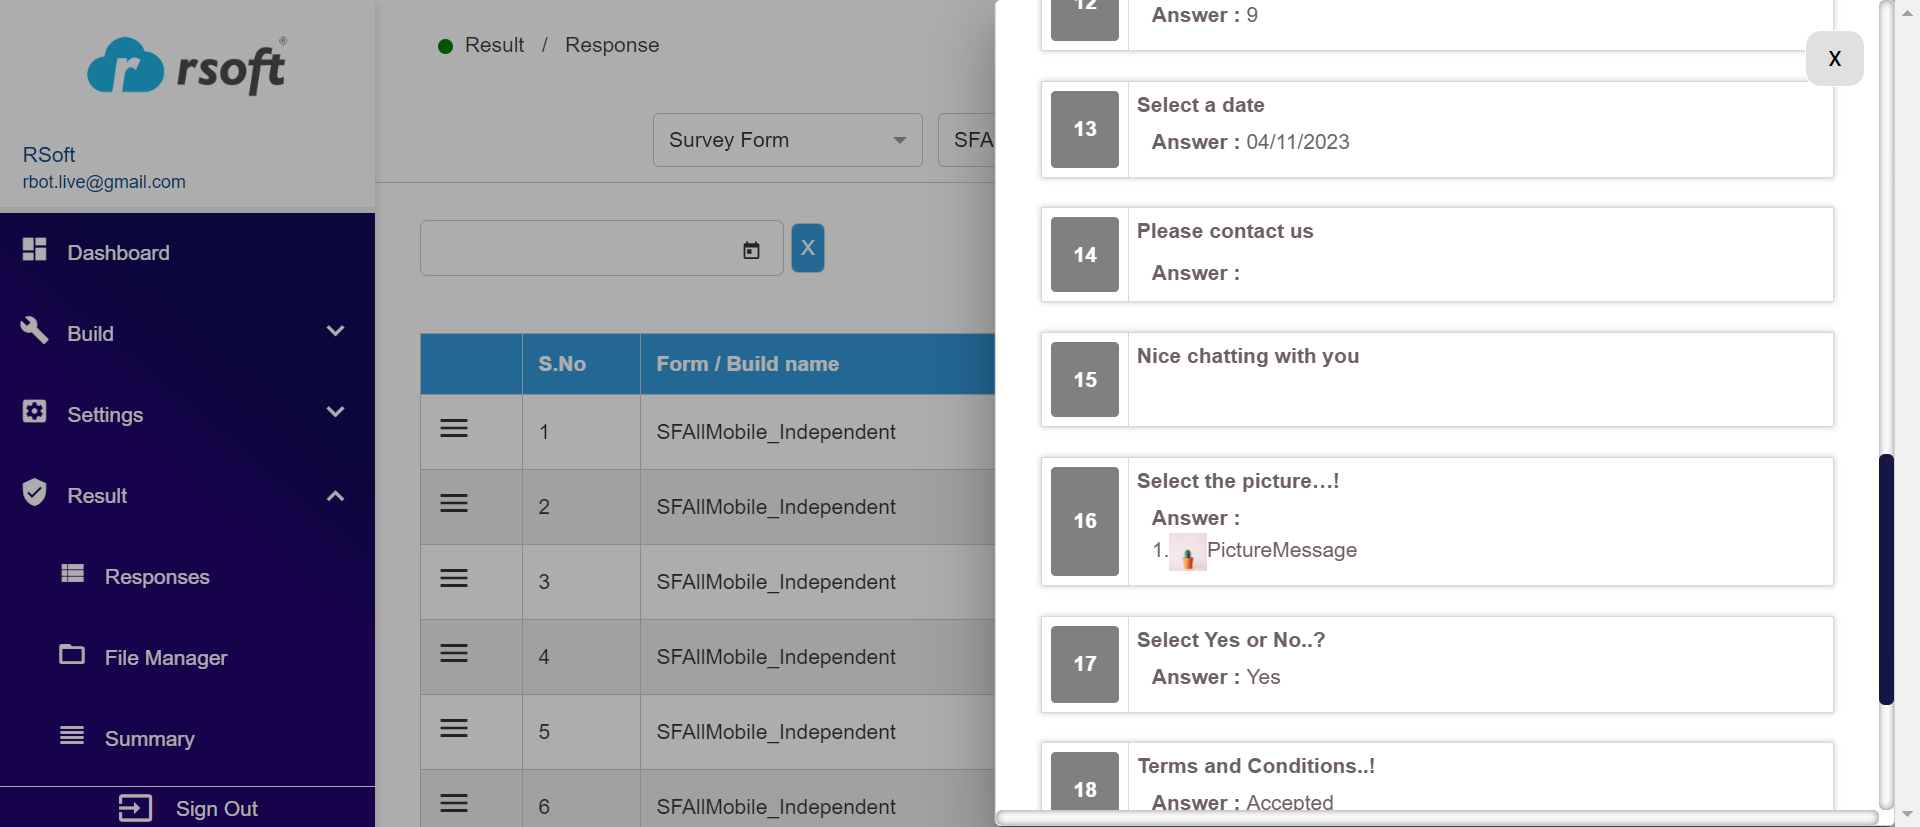 rsoft®
RSoft
rbot.live@gmail.com
Dashboard
Build
Settings
Result
Responses
File Manager
Summary
Sign Out
Result / Response
Survey Form
SFA
X
S.No Form / Build name
1 SFAllMobile_Independent
2 SFAllMobile_Independent
3 SFAllMobile_Independent
4 SFAllMobile_Independent
5 SFAllMobile_Independent
6 SFAllMobile_Independent
X
12
Answer : 9
13
Select a date
Answer : 04/11/2023
14
Please contact us
Answer :
15
Nice chatting with you
16
Select the picture...!
Answer :
1. PictureMessage
17
Select Yes or No..?
Answer : Yes
18
Terms and Conditions..!
Answer : Accepted